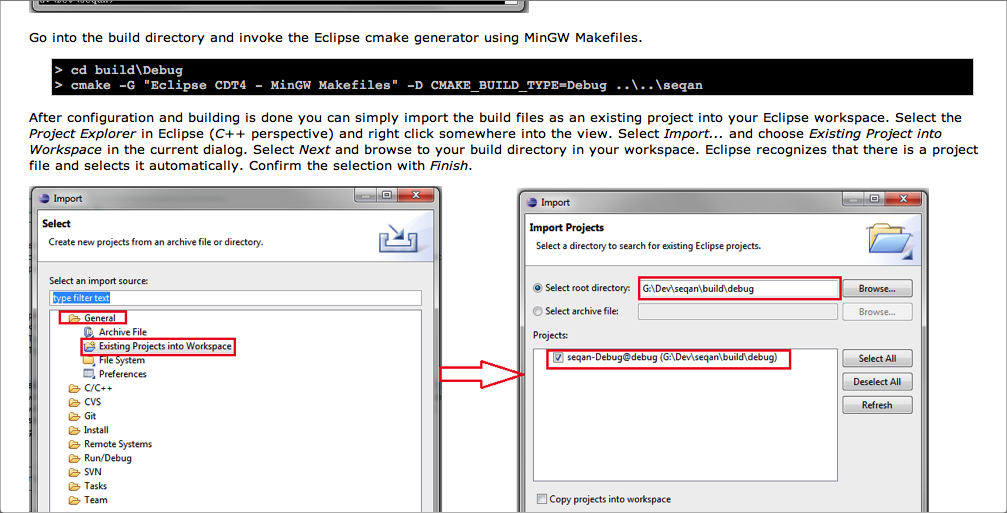 Go into the build directory and invoke the Eclipse cmake generator using MinGW Makefiles.
> cd build\Debug
> cmake -G "Eclipse CDT4 - MinGW Makefiles" -D CMAKE_BUILD_TYPE=Debug ..\..\seqan
After configuration and building is done you can simply import the build files as an existing project into your Eclipse workspace. Select the
Project Explorer in Eclipse (C++ perspective) and right click somewhere into the view. Select Import... and choose Existing Project into
Workspace in the current dialog. Select Next and browse to your build directory in your workspace. Eclipse recognizes that there is a project
file and selects it automatically. Confirm the selection with Finish.
Import
Select
Create new projects from an archive file or directory.
Select an import source:
type filter text
General
Archive File
Existing Projects into Workspace
File System
Preferences
C/C++
CVS
Git
Install
Remote Systems
Run/Debug
SVN
Tasks
Team
Import
Import Projects
Select a directory to search for existing Eclipse projects.
Select root directory: G:\Dev\seqan\build\debug Browse...
Select archive file: Browse...
Projects:
seqan-Debug@debug (G:\Dev\seqan\build\debug)
Select All
Deselect All
Refresh
Copy projects into workspace